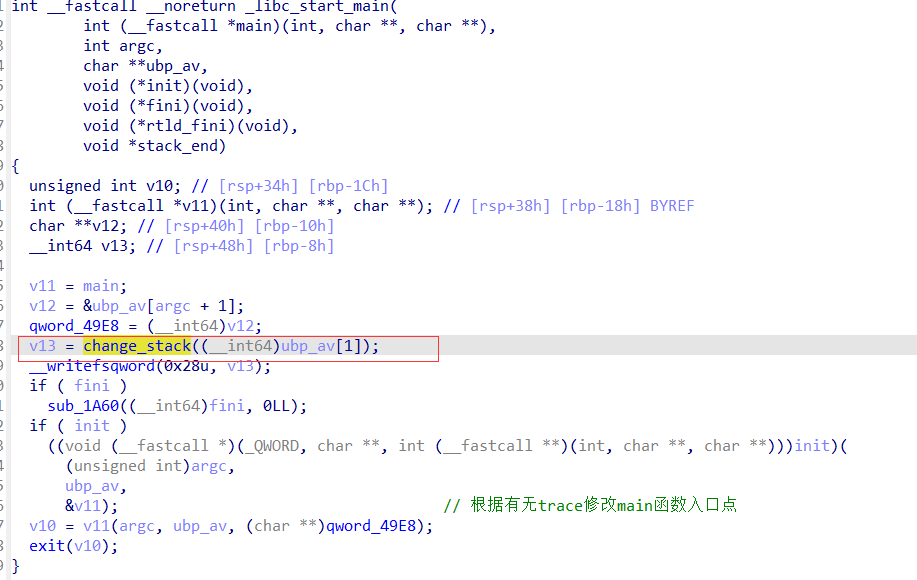 int __fastcall __noreturn _libc_start_main(
int (__fastcall *main)(int, char **, char **),
int argc,
char **ubp_av,
void (*init)(void),
void (*fini)(void),
void (*rtld_fini)(void),
void *stack_end)
{
unsigned int v10; // [rsp+34h] [rbp-1Ch]
int (__fastcall *v11)(int, char **, char **); // [rsp+38h] [rbp-18h] BYREF
char **v12; // [rsp+40h] [rbp-10h]
__int64 v13; // [rsp+48h] [rbp-8h]
v11 = main;
v12 = &ubp_av[argc + 1];
qword_49E8 = (__int64)v12;
v13 = change_stack((__int64)ubp_av[1]);
__writefsqword(0x28u, v13);
if ( fini )
sub_1A60((__int64)fini, 0LL);
if ( init )
((void (__fastcall *)(_QWORD, char **, int (__fastcall **)(int, char **, char **)))init)(
(unsigned int)argc,
ubp_av,
&v11); // 根据有无trace修改main函数入口点
v10 = v11(argc, ubp_av, (char **)qword_49E8);
exit(v10);
}